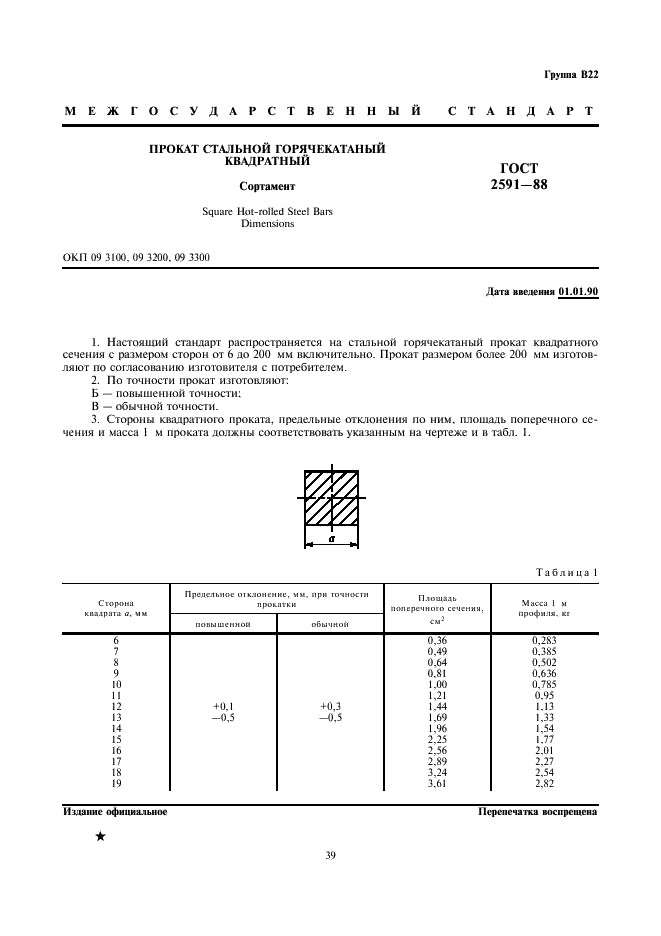 Группа В22
МЕЖГОСУДАРСТВЕННЫЙ СТАНДАРТ
ПРОКАТ СТАЛЬНОЙ ГОРЯЧЕКАТАНЫЙ
КВАДРАТНЫЙ
Сортамент
Square Hot-rolled Steel Bars
Dimensions
ГОСТ
2591—88
ОКП 09 3100, 09 3200, 09 3300
Дата введения 01.01.90
1. Настоящий стандарт распространяется на стальной горячекатаный прокат квадратного
сечения с размером сторон от 6 до 200 мм включительно. Прокат размером более 200 мм изготов-
ляют по согласованию изготовителя с потребителем.
2. По точности прокат изготовляют:
Б — повышенной точности;
В — обычной точности.
3. Стороны квадратного проката, предельные отклонения по ним, площадь поперечного се-
чения и масса 1 м проката должны соответствовать указанным на чертеже и в табл. 1.
а
Таблица 1
Сторона
квадрата а, мм
Предельное отклонение, мм, при точности
прокатки
повышенной
обычной
Площадь
поперечного сечения,
см²
Масса 1 м
профиля, кг
6 0,36 0,283
7 0,49 0,385
8 0,64 0,502
9 0,81 0,636
10 1,00 0,785
11 1,21 0,95
12 +0,1 +0,3 1,44 1,13
13 —0,5 —0,5 1,69 1,33
14 1,96 1,54
15 2,25 1,77
16 2,56 2,01
17 2,89 2,27
18 3,24 2,54
19 3,61 2,82
Издание официальное
Перепечатка воспрещена
★
39